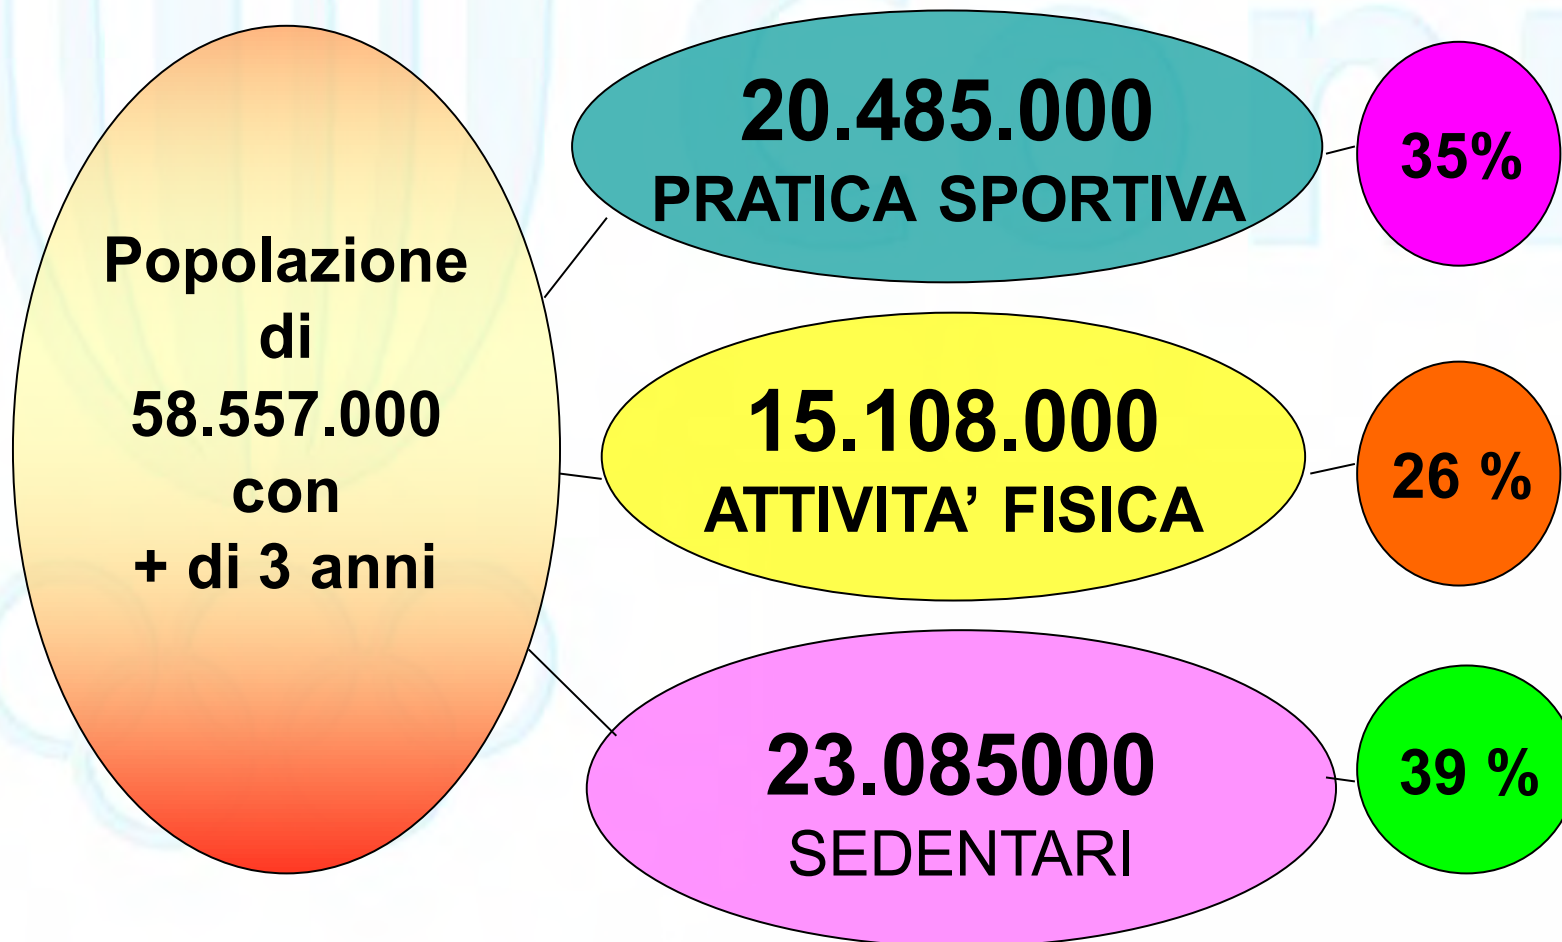 Popolazione
di
58.557.000
con
+ di 3 anni
20.485.000
PRATICA SPORTIVA
35%
15.108.000
ATTIVITA’ FISICA
26 %
23.085000
SEDENTARI
39 %